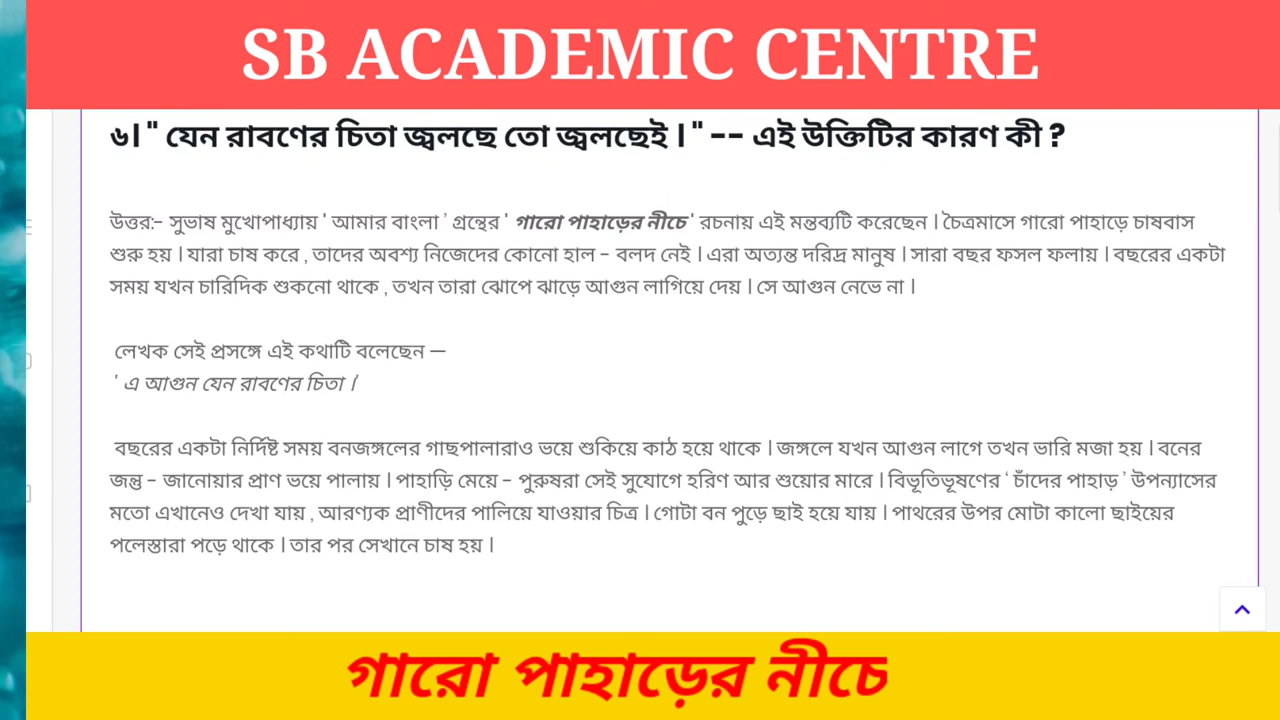 SB ACADEMIC CENTRE
৬। " যেন রাবণের চিতা জ্বলছে তো জ্বলছেই। " -- এই উক্তিটির কারণ কী ?
উত্তর:- সুভাষ মুখোপাধ্যায় ' আমার বাংলা ' গ্রন্থের ' গারো পাহাড়ের নীচে ' রচনায় এই মন্তব্যটি করেছেন । চৈত্রমাসে গারো পাহাড়ে চাষবাস
শুরু হয় । যারা চাষ করে , তাদের অবশ্য নিজেদের কোনো হাল – বলদ নেই । এরা অত্যন্ত দরিদ্র মানুষ । সারা বছর ফসল ফলায় । বছরের একটা
সময় যখন চারিদিক শুকনো থাকে , তখন তারা ঝোপে ঝাড়ে আগুন লাগিয়ে দেয় । সে আগুন নেভে না ।
লেখক সেই প্রসঙ্গে এই কথাটি বলেছেন —
' এ আগুন যেন রাবণের চিতা ।'
বছরের একটা নির্দিষ্ট সময় বনজঙ্গলের গাছপালারাও ভয়ে শুকিয়ে কাঠ হয়ে থাকে । জঙ্গলে যখন আগুন লাগে তখন ভারি মজা হয় । বনের
জন্তু – জানোয়ার প্রাণ ভয়ে পালায় । পাহাড়ি মেয়ে – পুরুষরা সেই সুযোগে হরিণ আর শুয়োর মারে । বিভূতিভূষণের ‘ চাঁদের পাহাড় ’ উপন্যাসের
মতো এখানেও দেখা যায় , আরণ্যক প্রাণীদের পালিয়ে যাওয়ার চিত্র । গোটা বন পুড়ে ছাই হয়ে যায় । পাথরের উপর মোটা কালো ছাইয়ের
পলেস্তারা পড়ে থাকে । তার পর সেখানে চাষ হয় ।
গারো পাহাড়ের নীচে